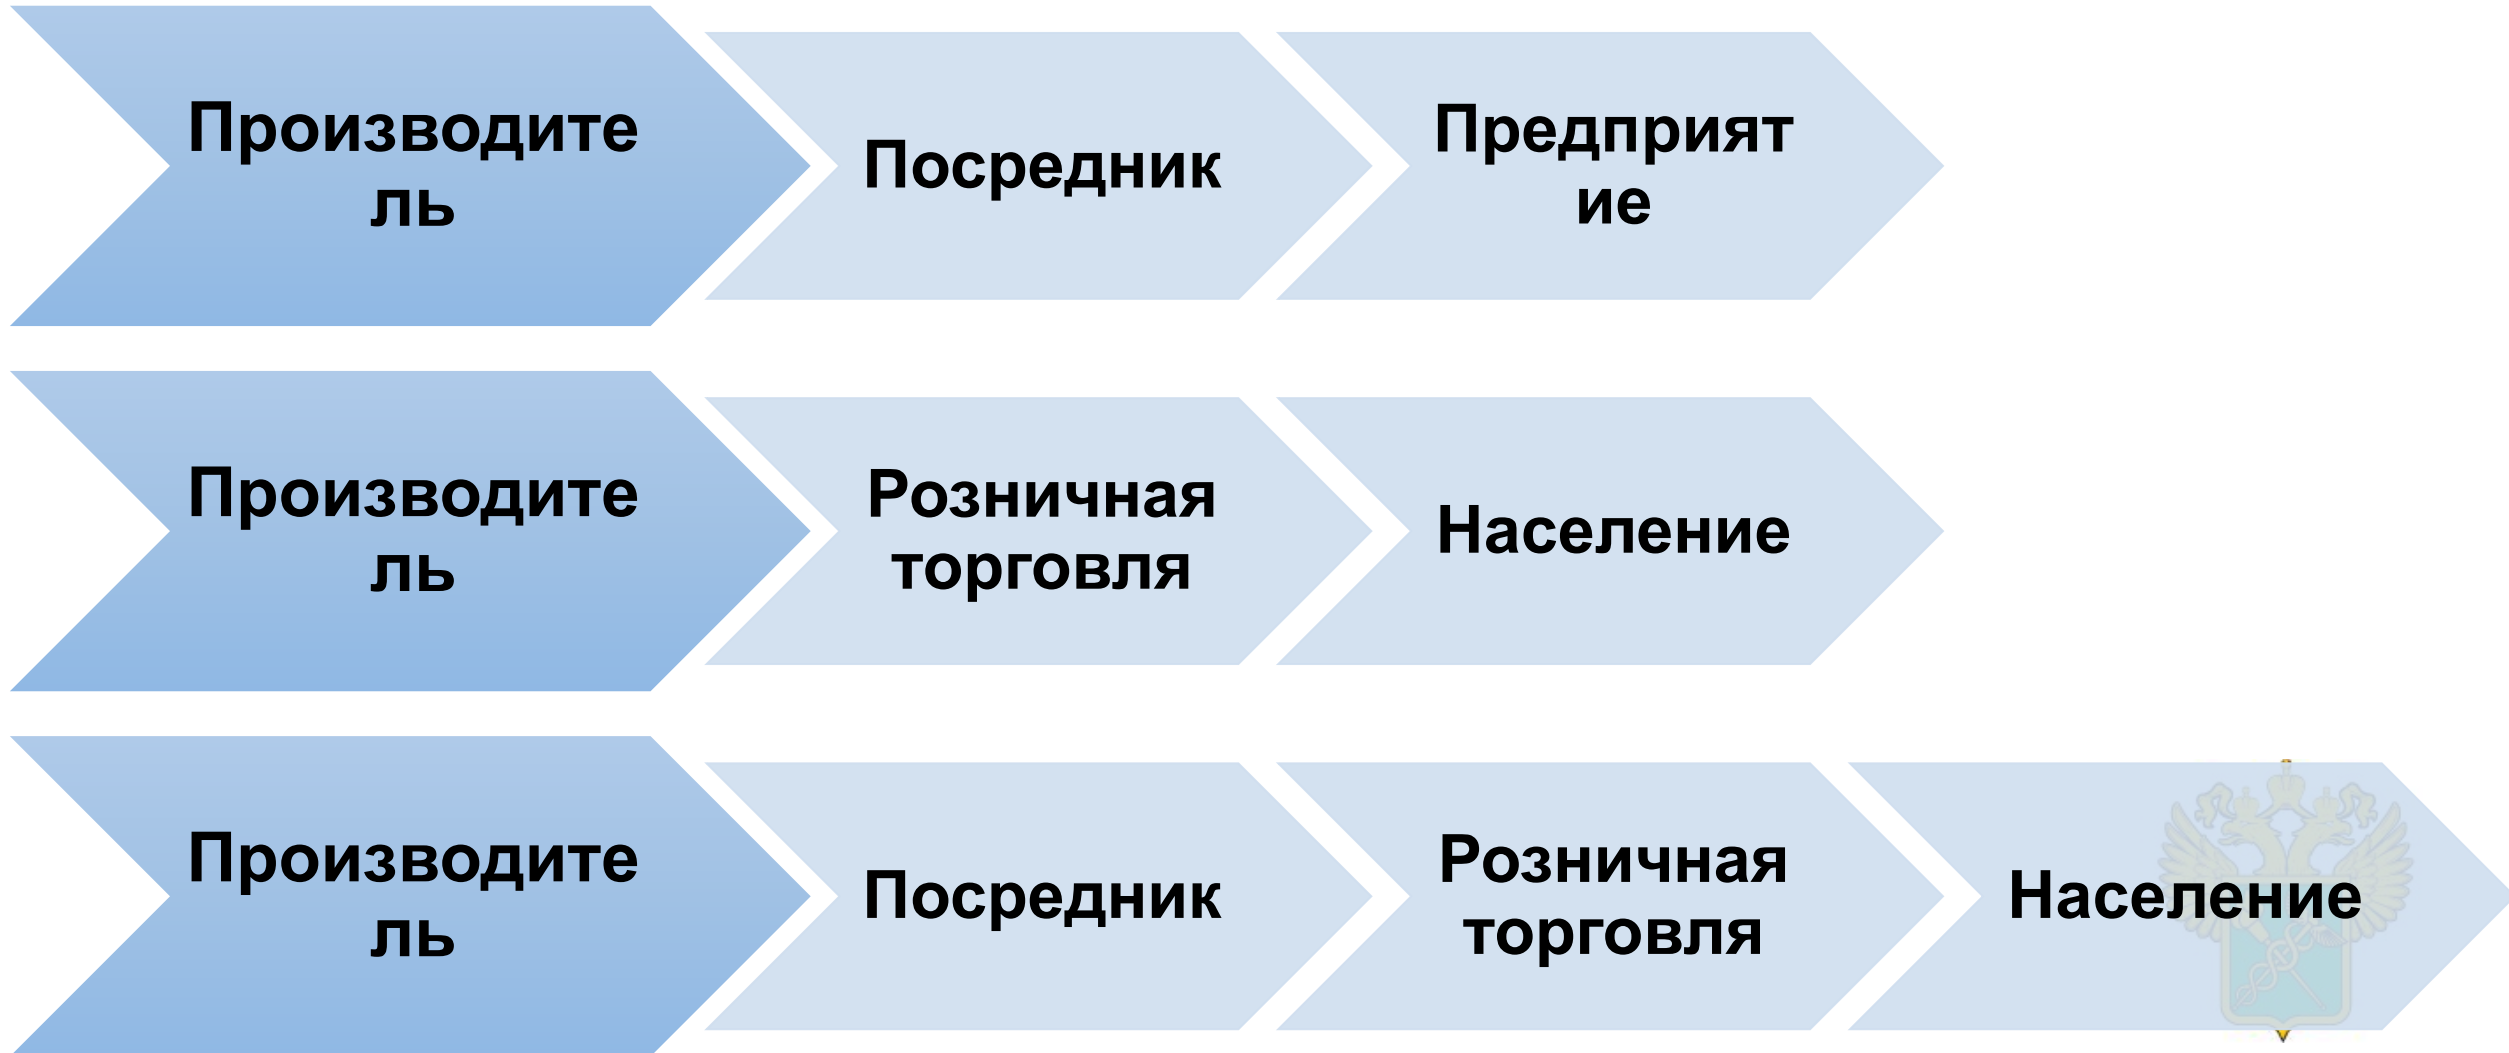 Производите
ль
Посредник
Предприят
ие
Производите
ль
Розничная
торговля
Население
Производите
ль
Посредник
Розничная
торговля
Население